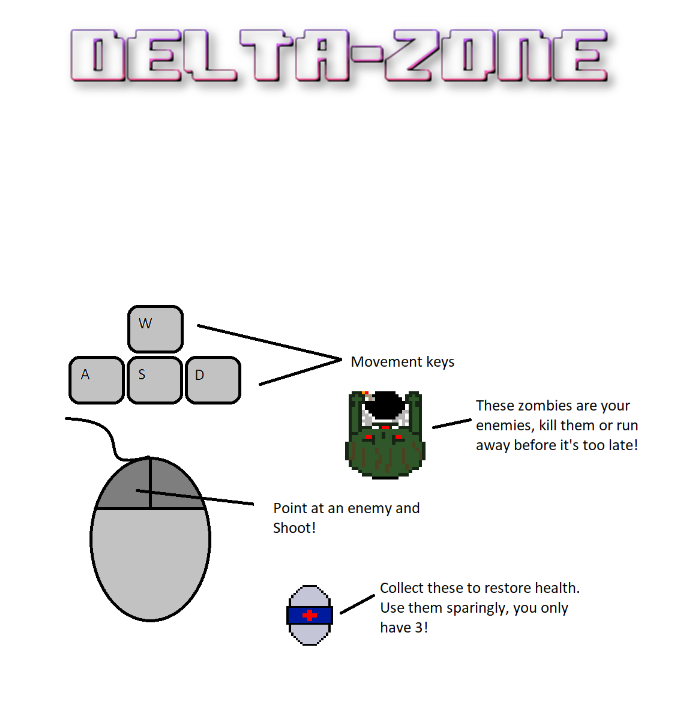 DELTA-ZONE
W
A S D
Movement keys
These zombies are your
enemies, kill them or run
away before it's too late!
Point at an enemy and
Shoot!
Collect these to restore health.
Use them sparingly, you only
have 3!